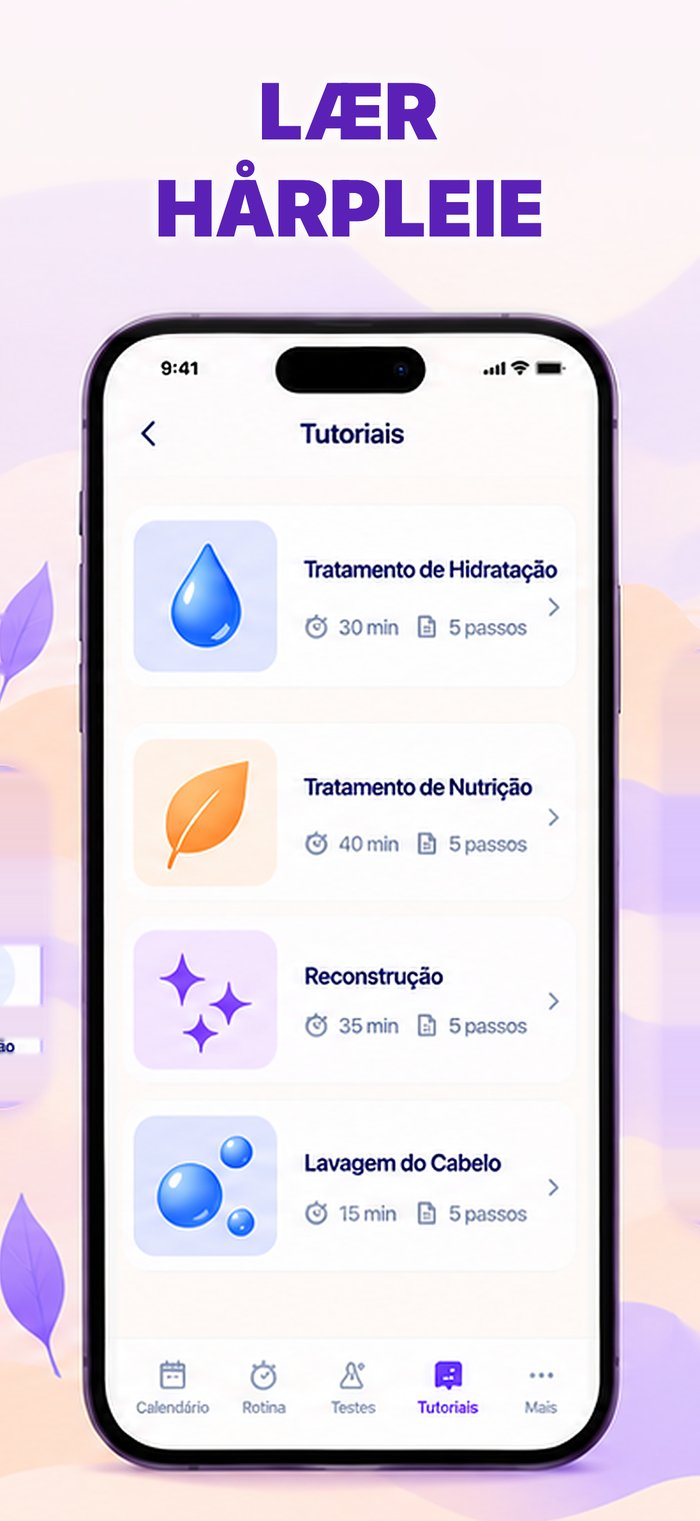 LÆR
HÅRPLEIE
9:41
Tutoriais
Tratamento de Hidratação
30 min 5 passos
Tratamento de Nutrição
40 min 5 passos
Reconstrução
35 min 5 passos
ão
Lavagem do Cabelo
15 min 5 passos
Calendário Rotina Testes Tutoriais Mais